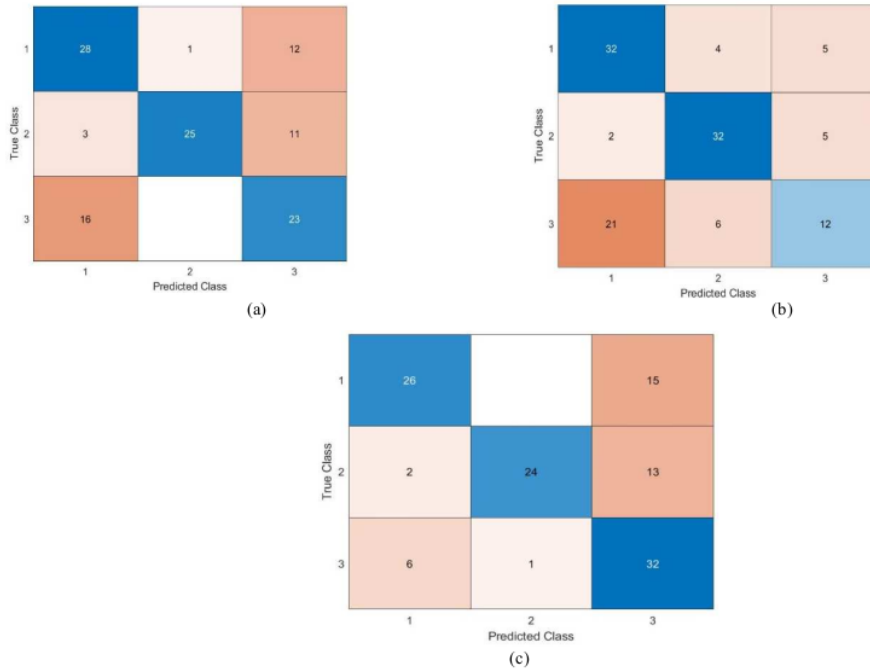 1 28 1 12
2 3 25 11
3 16 23
1 2 3
True Class
Predicted Class
(a)
1 32 4 5
2 2 32 5
3 21 6 12
1 2 3
True Class
Predicted Class
(b)
1 26 15
2 2 24 13
3 6 1 32
1 2 3
True Class
Predicted Class
(c)